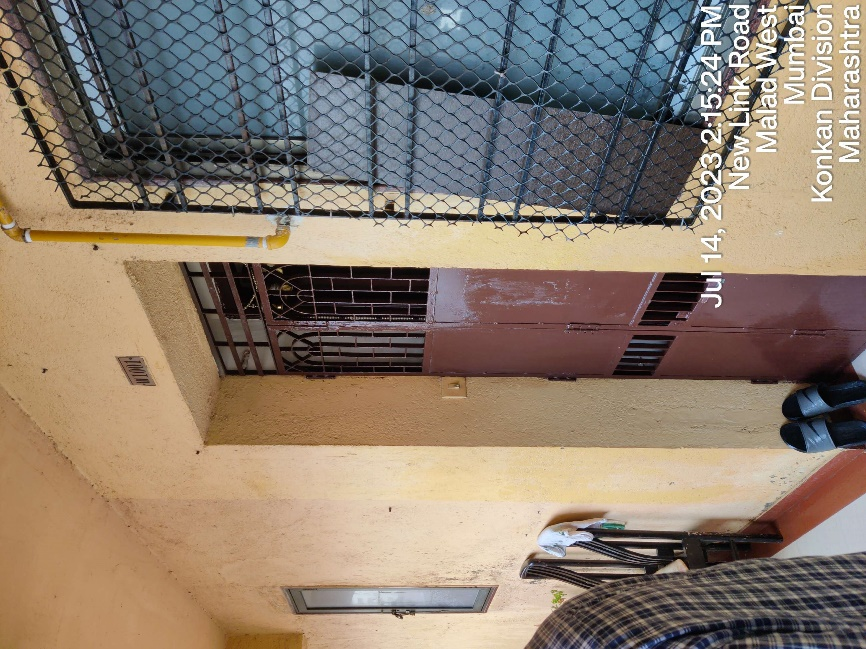 Jul 14, 2023 2:15:24 PM
New Link Road
Malad West
Mumbai
Konkan Division
Maharashtra